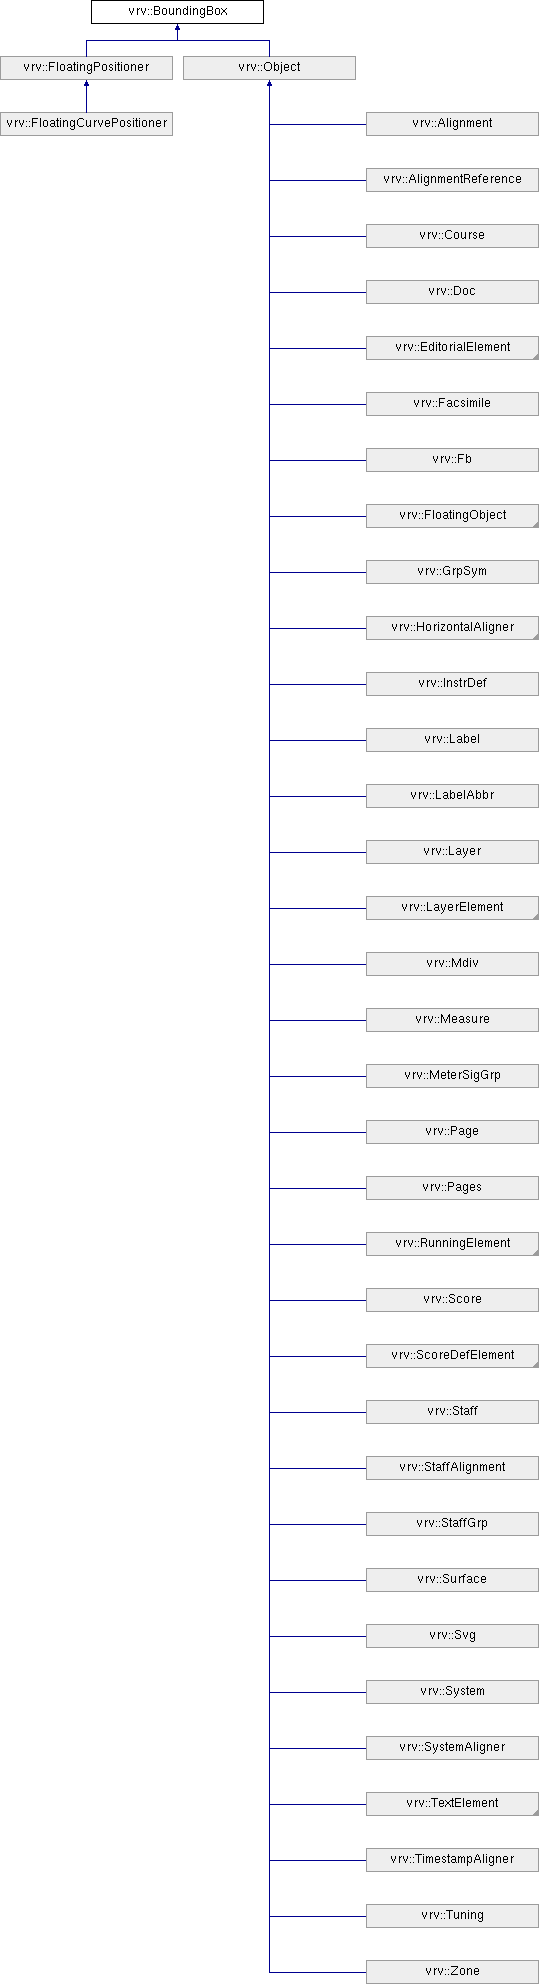 vrv::BoundingBox
vrv::FloatingPositioner
vrv::Object
vrv::FloatingCurvePositioner
vrv::Alignment
vrv::AlignmentReference
vrv::Course
vrv::Doc
vrv::EditorialElement
vrv::Facsimile
vrv::Fb
vrv::FloatingObject
vrv::GrpSym
vrv::HorizontalAligner
vrv::InstrDef
vrv::Label
vrv::LabelAbbr
vrv::Layer
vrv::LayerElement
vrv::Mdiv
vrv::Measure
vrv::MeterSigGrp
vrv::Page
vrv::Pages
vrv::RunningElement
vrv::Score
vrv::ScoreDefElement
vrv::Staff
vrv::StaffAlignment
vrv::StaffGrp
vrv::Surface
vrv::Svg
vrv::System
vrv::SystemAligner
vrv::TextElement
vrv::TimestampAligner
vrv::Tuning
vrv::Zone